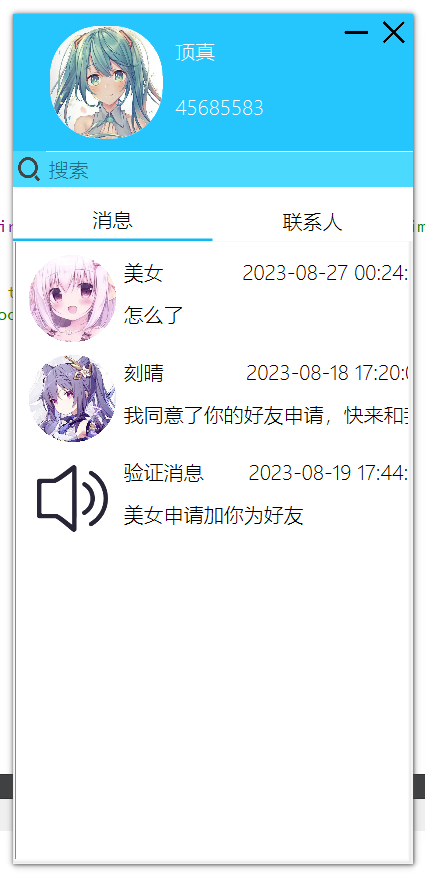 顶真
45685583
搜索
消息 联系人
美女 2023-08-27 00:24:
怎么了
刻晴 2023-08-18 17:20:
我同意了你的好友申请，快来和
验证消息 2023-08-19 17:44:
美女申请加你为好友